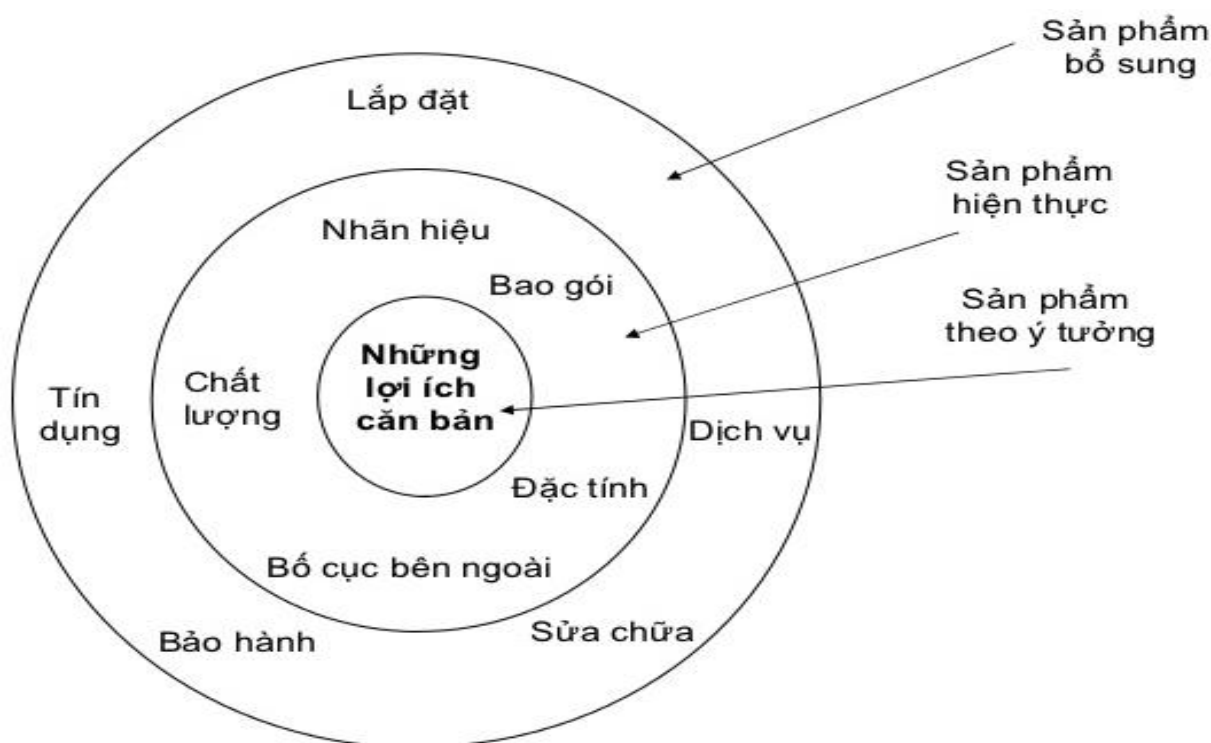 Sản phẩm
bổ sung
Lắp đặt
Sản phẩm
hiện thực
Nhãn hiệu
Bao gói
Sản phẩm
theo ý tưởng
Những
lợi ích
căn bản
Chất
lượng
Tín
dụng
Dịch vụ
Đặc tính
Bố cục bên ngoài
Sửa chữa
Bảo hành